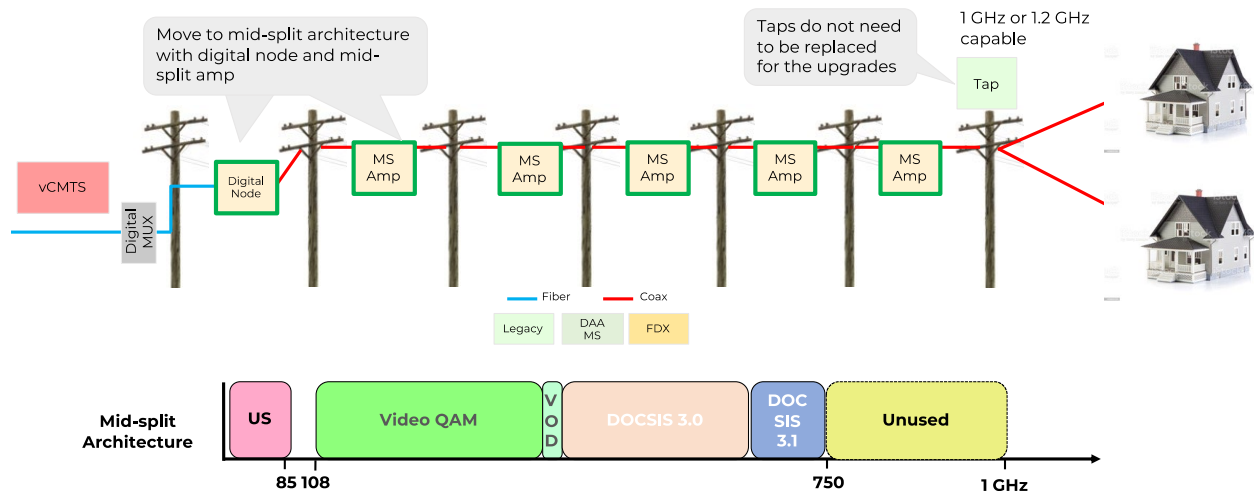 Move to mid-split architecture
with digital node and mid-
split amp
Taps do not need
to be replaced
for the upgrades
1 GHz or 1.2 GHz
capable
Tap
vCMTS
Digital
MUX
Digital
Node
MS
Amp
MS
Amp
MS
Amp
MS
Amp
MS
Amp
Fiber
Coax
Legacy
DAA
MS
FDX
Mid-split
Architecture
US
Video QAM
V
O
D
DOCSIS 3.0
DOC
SIS
3.1
Unused
85
108
750
1 GHz